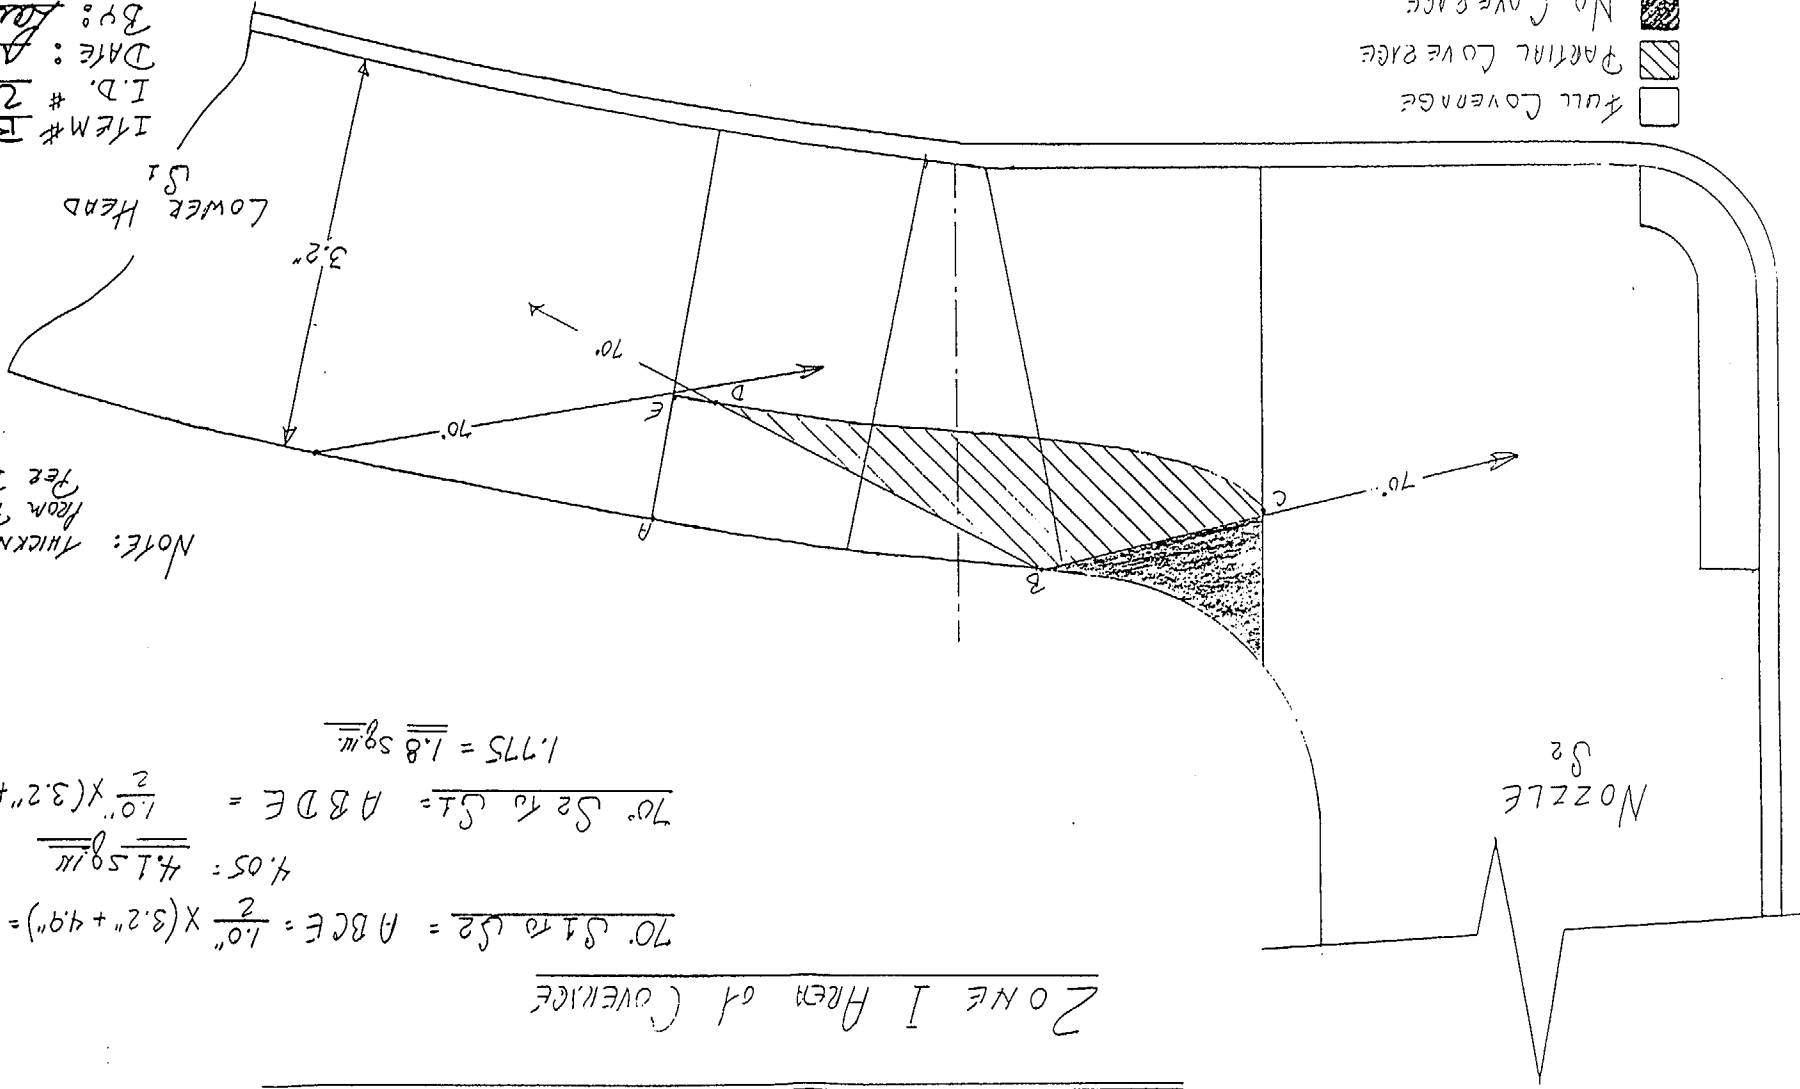 ZONE I AREA of COVERAGE
70° S1 TO S2 = ABCE = 1.0"/2 X (3.2" + 4.9") =
4.05 = 4.1 sq.in
70° S2 TO S1 = ABDE = 1.0"/2 X (3.2" +
1.775 = 1.8 sq.in.
NOZZLE
S2
B
A
C
D
E
70°
70°
70°
3.2"
NOTE:
FROM
PER
LOWER HEAD
S1
ITEM#
I.D. #
DATE:
BY:
FULL COVERAGE
PARTIAL COVERAGE
NO COVERAGE